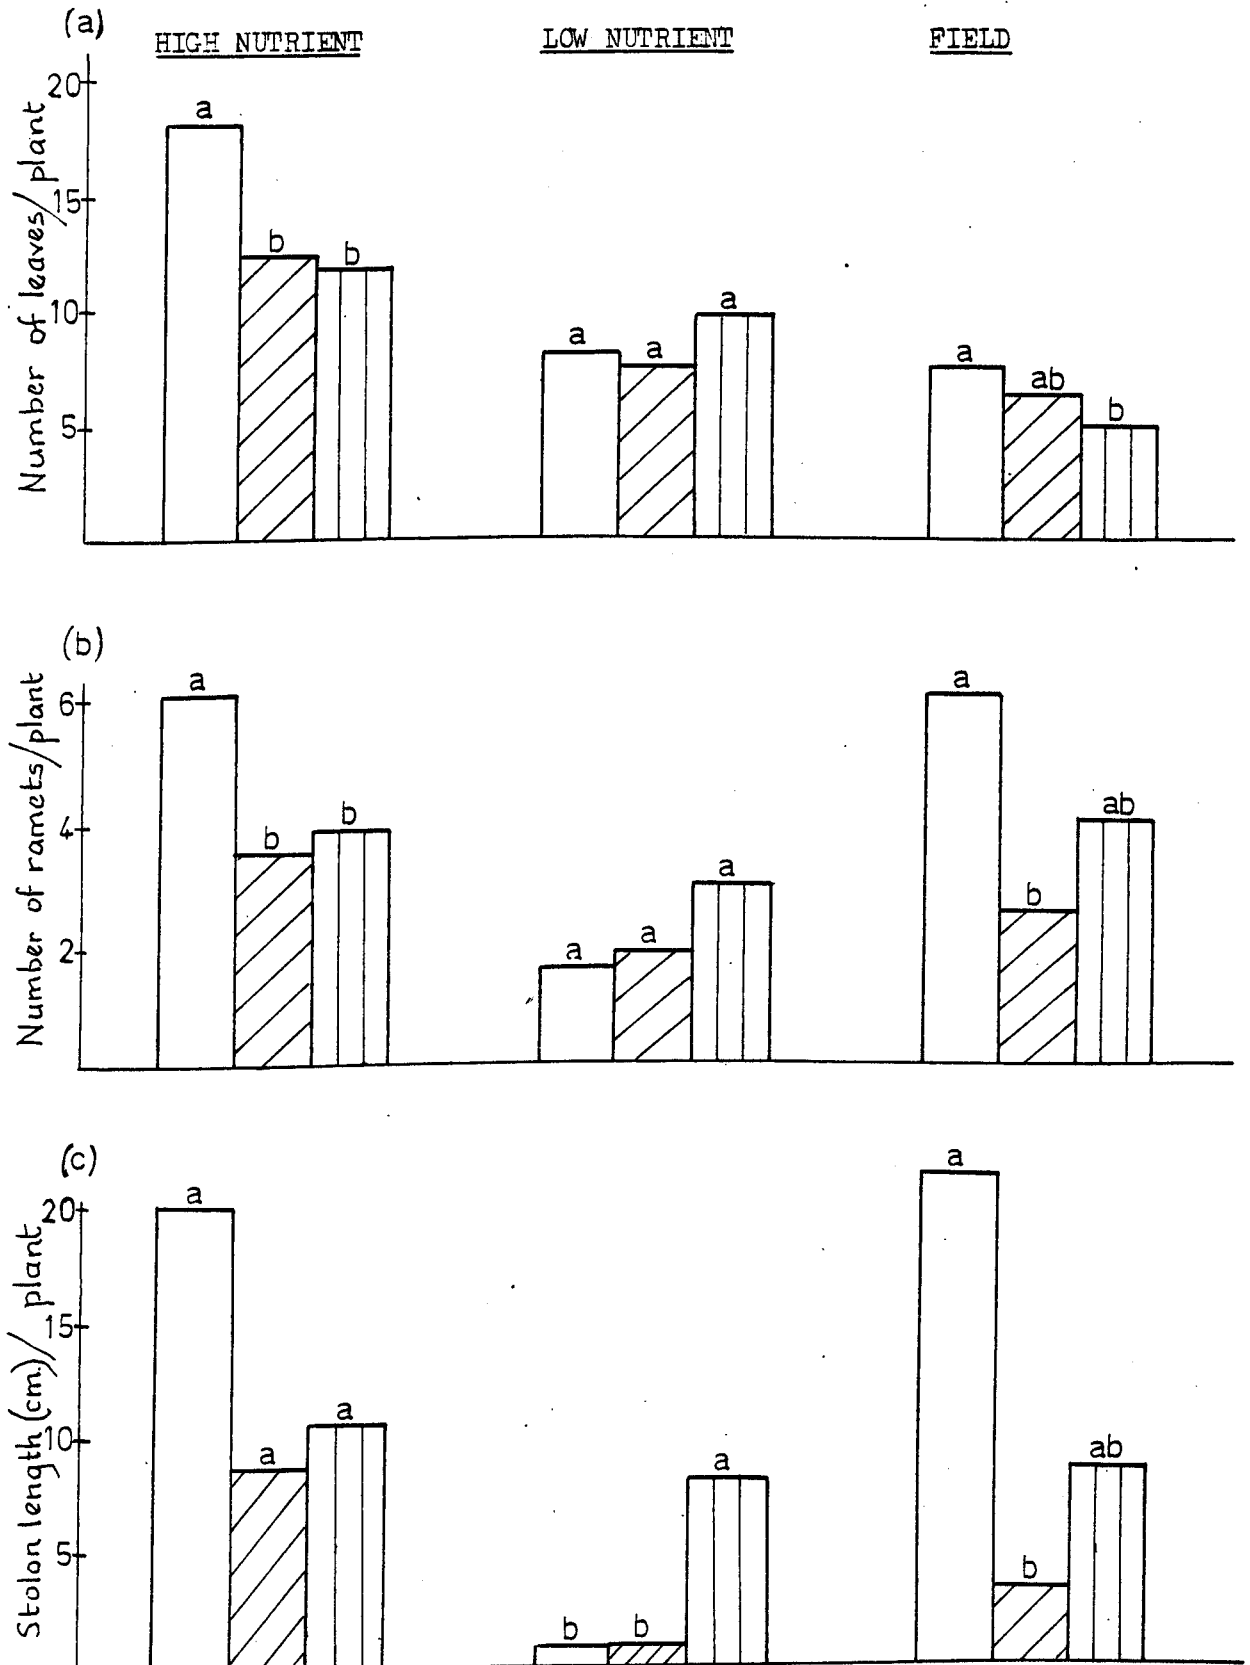 (a)
HIGH NUTRIENT LOW NUTRIENT FIELD
Number of leaves/plant
20
15
10
5
a b b
a a a
a ab b
(b)
Number of ramets/plant
6
4
2
a b b
a a a
a b ab
(c)
Stolon length (cm.)/ plant
20
15
10
5
a a a
b b a
a b ab